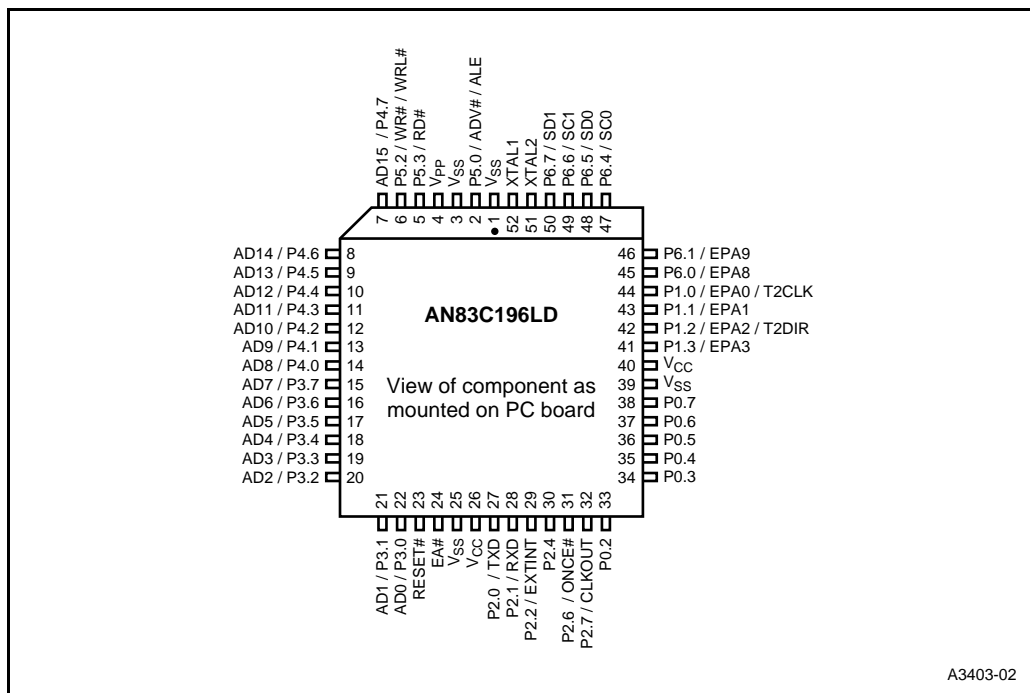 AD15 / P4.7
P5.2 / WR# / WRL#
P5.3 / RD#
VPP
VSS
P5.0 / ADV# / ALE
VSS
XTAL1
XTAL2
P6.7 / SD1
P6.6 / SC1
P6.5 / SD0
P6.4 / SC0
7 6 5 4 3 2 1 52 51 50 49 48 47
AD14 / P4.6 8
AD13 / P4.5 9
AD12 / P4.4 10
AD11 / P4.3 11
AD10 / P4.2 12
AD9 / P4.1 13
AD8 / P4.0 14
AD7 / P3.7 15
AD6 / P3.6 16
AD5 / P3.5 17
AD4 / P3.4 18
AD3 / P3.3 19
AD2 / P3.2 20
AN83C196LD
View of component as
mounted on PC board
46 P6.1 / EPA9
45 P6.0 / EPA8
44 P1.0 / EPA0 / T2CLK
43 P1.1 / EPA1
42 P1.2 / EPA2 / T2DIR
41 P1.3 / EPA3
40 VCC
39 VSS
38 P0.7
37 P0.6
36 P0.5
35 P0.4
34 P0.3
21 22 23 24 25 26 27 28 29 30 31 32 33
AD1 / P3.1
AD0 / P3.0
RESET#
EA#
VSS
VCC
P2.0 / TXD
P2.1 / RXD
P2.2 / EXTINT
P2.4
P2.6 / ONCE#
P2.7 / CLKOUT
P0.2
A3403-02